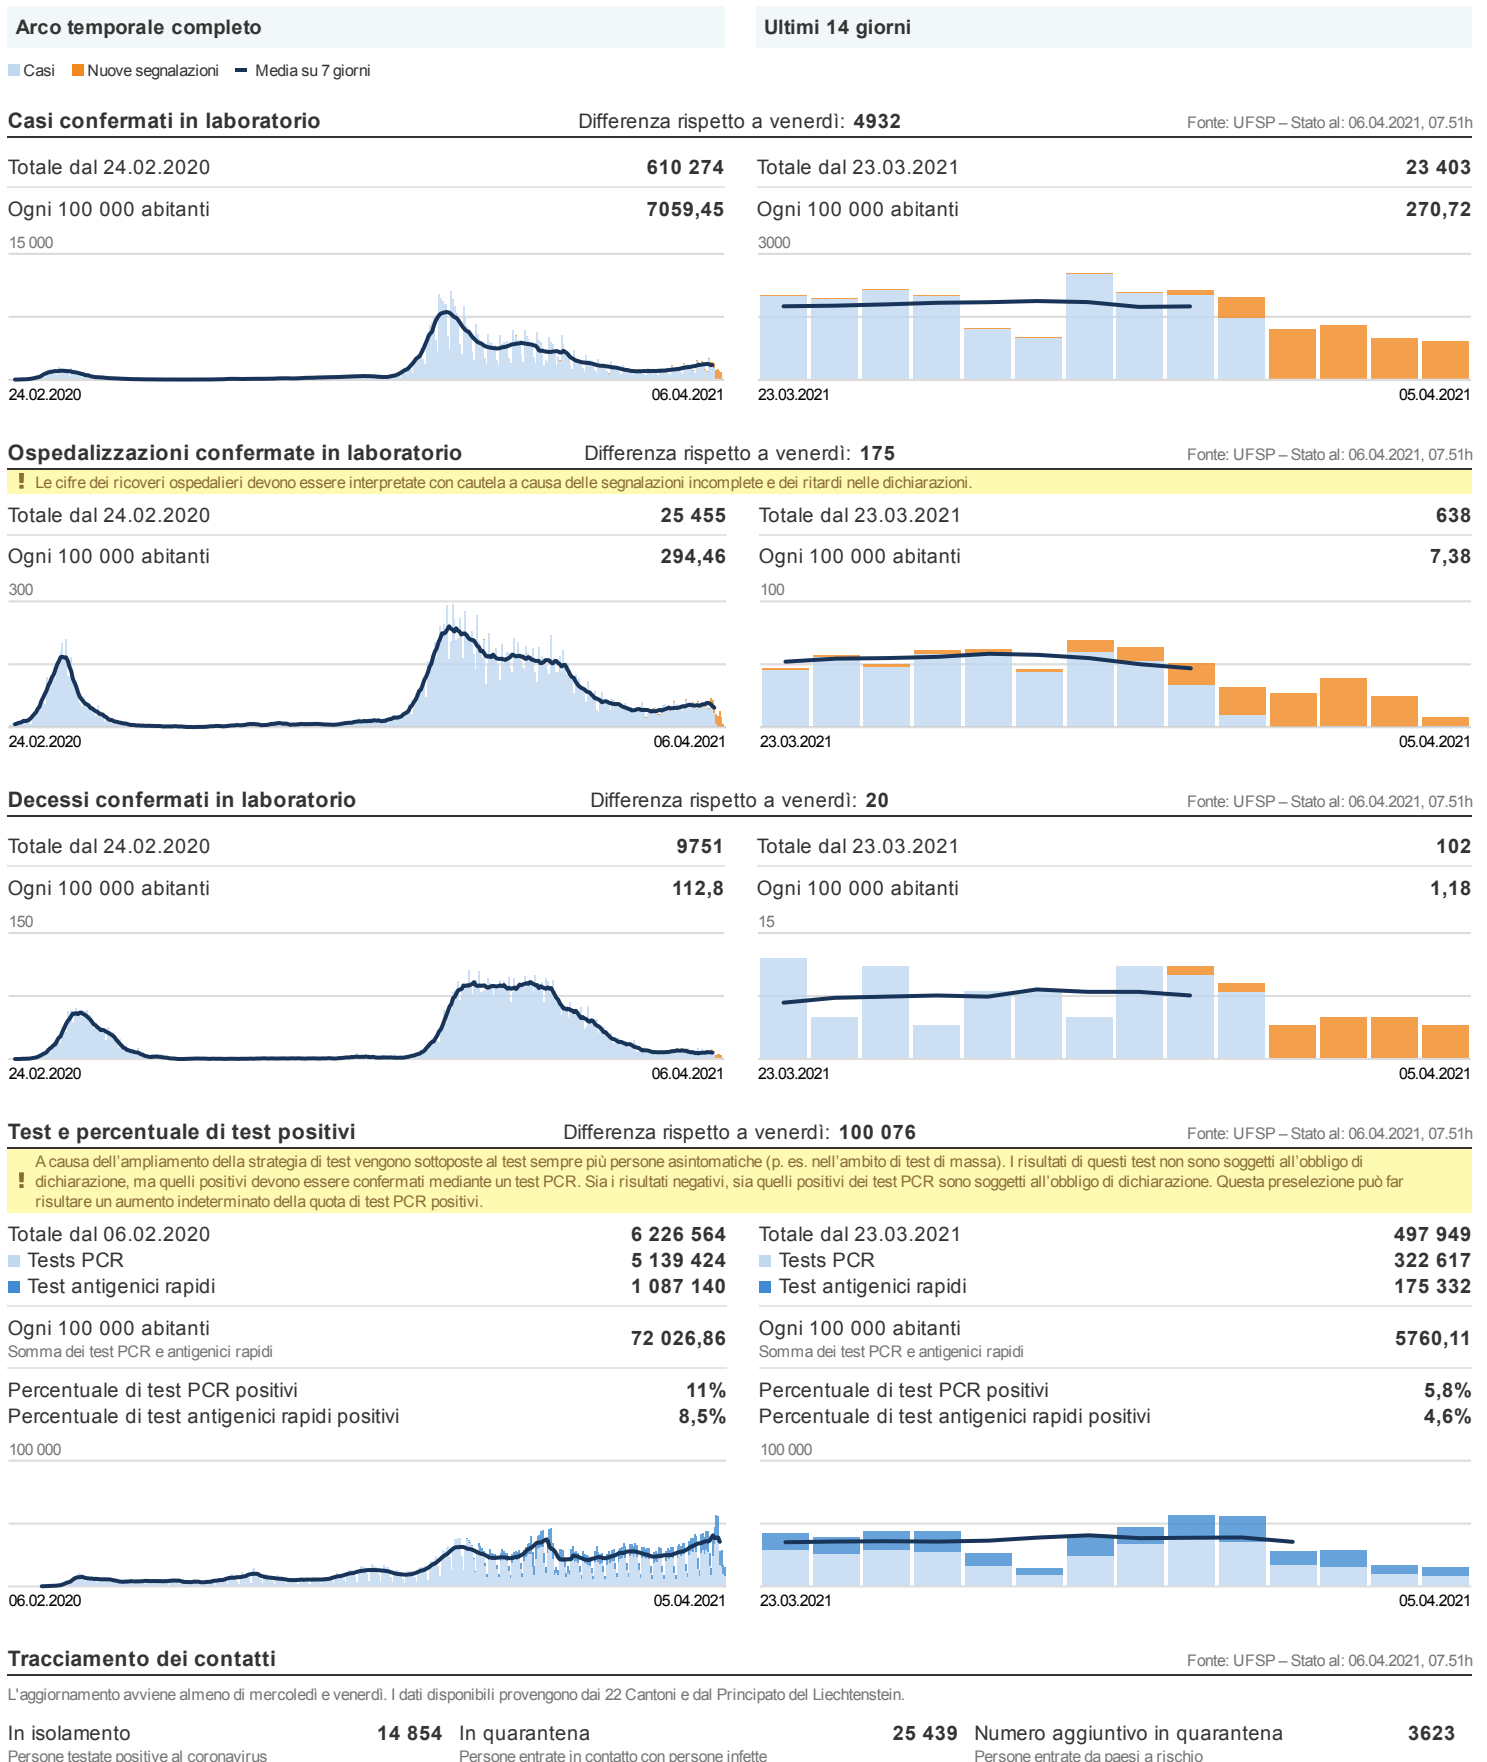 Arco temporale completo
Ultimi 14 giorni
Casi Nuove segnalazioni Media su 7 giorni
Casi confermati in laboratorio Differenza rispetto a venerdì: 4932 Fonte: UFSP – Stato al: 06.04.2021, 07.51h
Totale dal 24.02.2020 610 274
Ogni 100 000 abitanti 7059,45
15 000
24.02.2020 06.04.2021
Totale dal 23.03.2021 23 403
Ogni 100 000 abitanti 270,72
3000
23.03.2021 05.04.2021
Ospedalizzazioni confermate in laboratorio Differenza rispetto a venerdì: 175 Fonte: UFSP – Stato al: 06.04.2021, 07.51h
! Le cifre dei ricoveri ospedalieri devono essere interpretate con cautela a causa delle segnalazioni incomplete e dei ritardi nelle dichiarazioni.
Totale dal 24.02.2020 25 455
Ogni 100 000 abitanti 294,46
300
24.02.2020 06.04.2021
Totale dal 23.03.2021 638
Ogni 100 000 abitanti 7,38
100
23.03.2021 05.04.2021
Decessi confermati in laboratorio Differenza rispetto a venerdì: 20 Fonte: UFSP – Stato al: 06.04.2021, 07.51h
Totale dal 24.02.2020 9751
Ogni 100 000 abitanti 112,8
150
24.02.2020 06.04.2021
Totale dal 23.03.2021 102
Ogni 100 000 abitanti 1,18
15
23.03.2021 05.04.2021
Test e percentuale di test positivi Differenza rispetto a venerdì: 100 076 Fonte: UFSP – Stato al: 06.04.2021, 07.51h
A causa dell'ampliamento della strategia di test vengono sottoposte al test sempre più persone asintomatiche (p. es. nell'ambito di test di massa). I risultati di questi test non sono soggetti all'obbligo di
! dichiarazione, ma quelli positivi devono essere confermati mediante un test PCR. Sia i risultati negativi, sia quelli positivi dei test PCR sono soggetti all'obbligo di dichiarazione. Questa preselezione può far
risultare un aumento indeterminato della quota di test PCR positivi.
Totale dal 06.02.2020 6 226 564
Tests PCR 5 139 424
Test antigenici rapidi 1 087 140
Ogni 100 000 abitanti 72 026,86
Somma dei test PCR e antigenici rapidi
Percentuale di test PCR positivi 11%
Percentuale di test antigenici rapidi positivi 8,5%
100 000
06.02.2020 05.04.2021
Totale dal 23.03.2021 497 949
Tests PCR 322 617
Test antigenici rapidi 175 332
Ogni 100 000 abitanti 5760,11
Somma dei test PCR e antigenici rapidi
Percentuale di test PCR positivi 5,8%
Percentuale di test antigenici rapidi positivi 4,6%
100 000
23.03.2021 05.04.2021
Tracciamento dei contatti Fonte: UFSP – Stato al: 06.04.2021, 07.51h
L'aggiornamento avviene almeno di mercoledì e venerdì. I dati disponibili provengono dai 22 Cantoni e dal Principato del Liechtenstein.
In isolamento 14 854
Persone testate positive al coronavirus
In quarantena 25 439
Persone entrate in contatto con persone infette
Numero aggiuntivo in quarantena 3623
Persone entrate da paesi a rischio